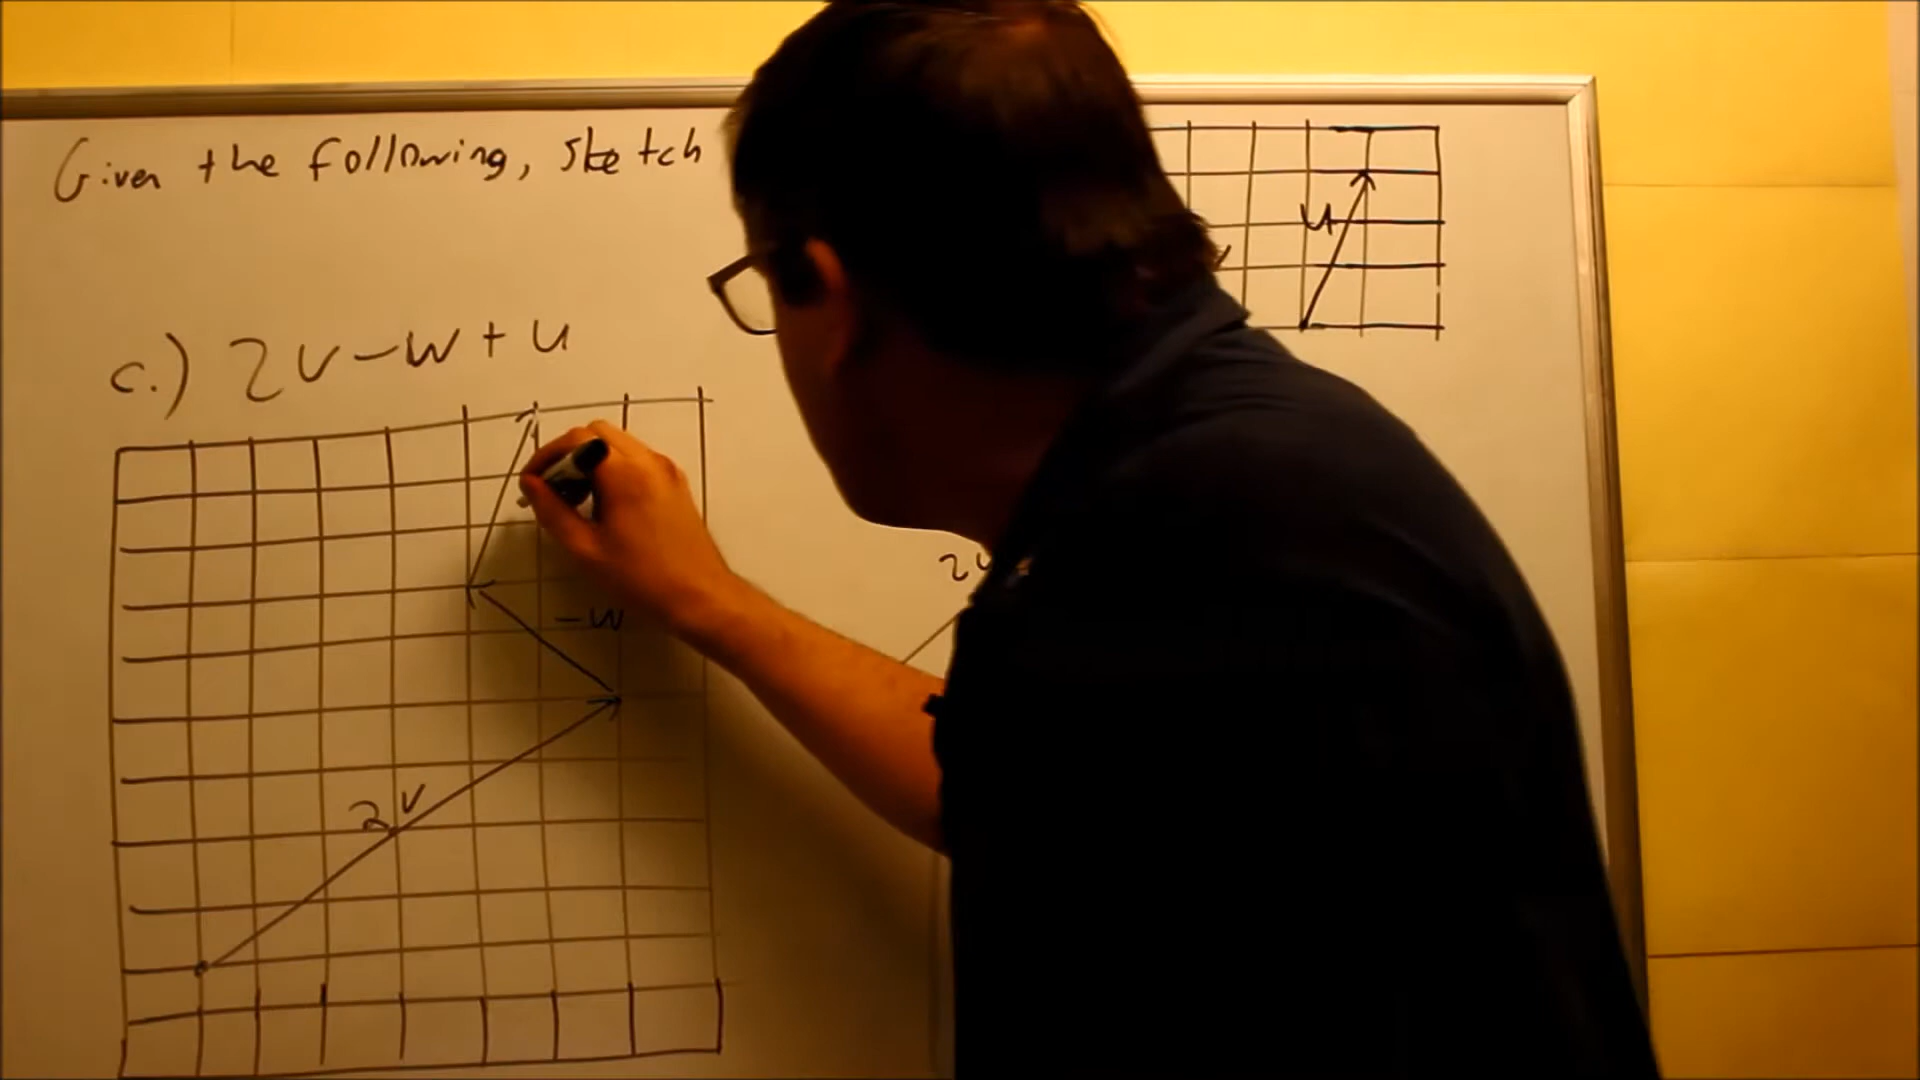 Given the following, sketch
u
c.) 2v-w+u
-w
2v